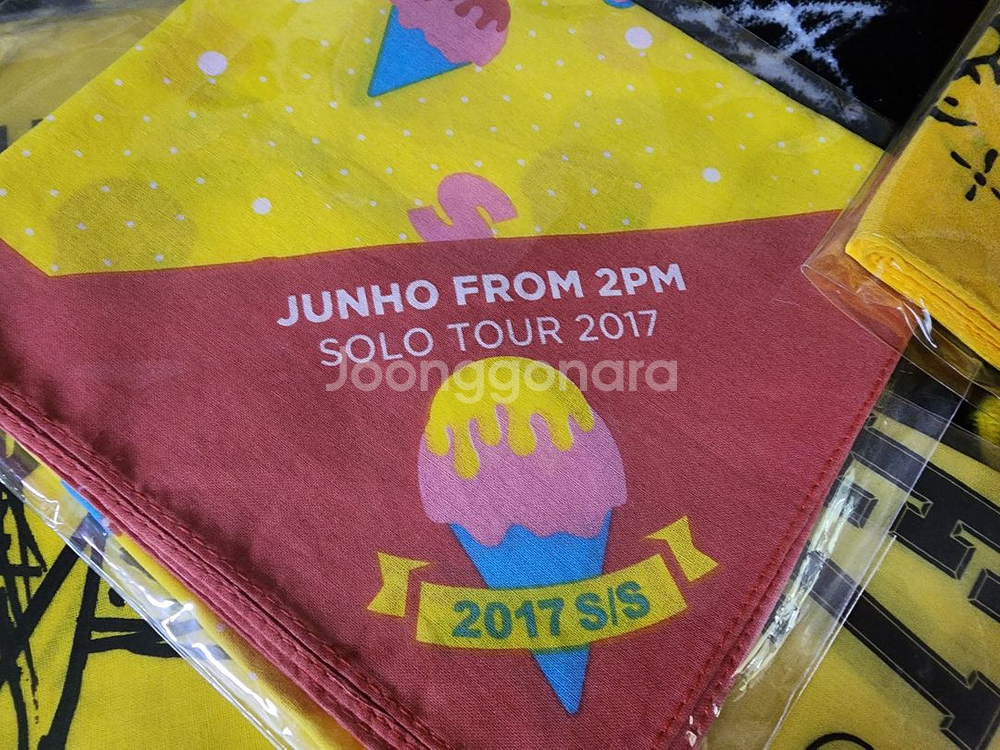 S
JUNHO FROM 2PM
SOLO TOUR 2017
Joonggonara
2017 S/S